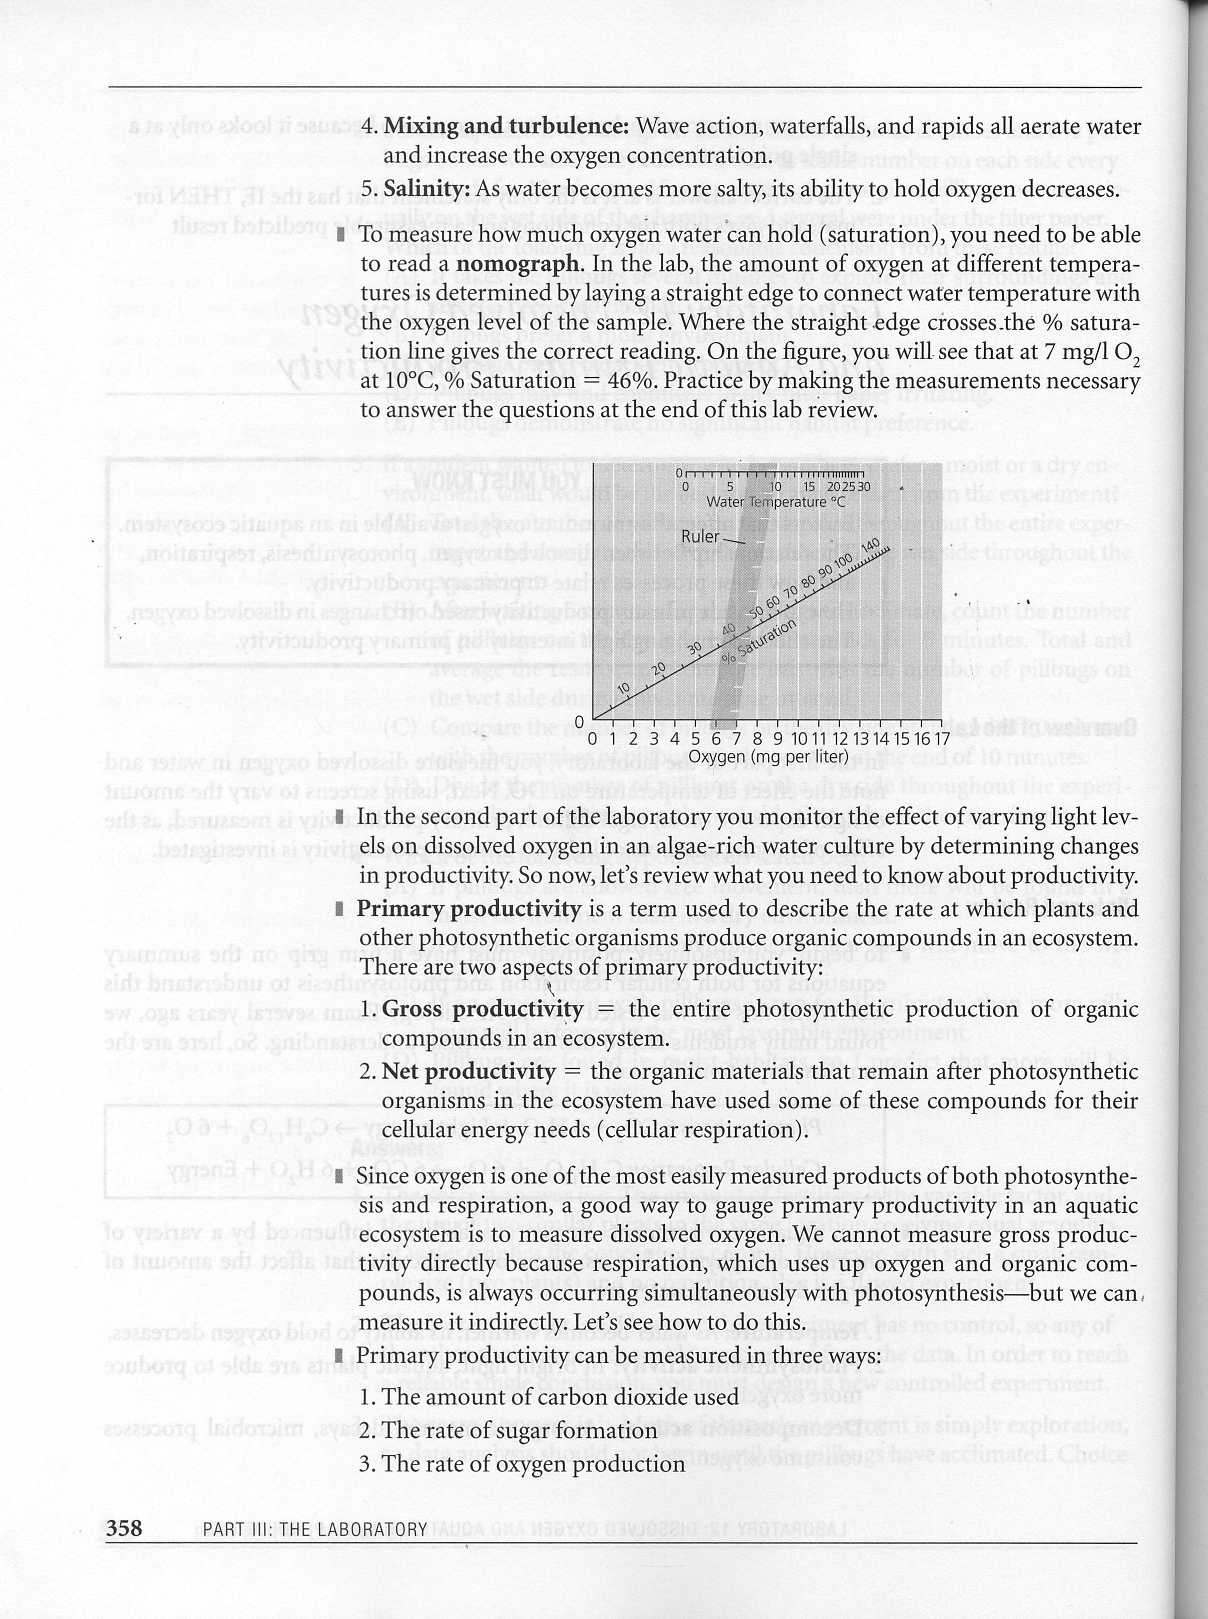 4. Mixing and turbulence: Wave action, waterfalls, and rapids all aerate water
and increase the oxygen concentration.
5. Salinity: As water becomes more salty, its ability to hold oxygen decreases.
To measure how much oxygen water can hold (saturation), you need to be able
to read a nomograph. In the lab, the amount of oxygen at different tempera-
tures is determined by laying a straight edge to connect water temperature with
the oxygen level of the sample. Where the straight edge crosses the % satura-
tion line gives the correct reading. On the figure, you will see that at 7 mg/l O₂
at 10°C, % Saturation = 46%. Practice by making the measurements necessary
to answer the questions at the end of this lab review.
0
0 5 10 15 20 25 30
Water Temperature °C
Ruler
10 20 30 40 50 60 70 80 90 100 140
% Saturation
0
0 1 2 3 4 5 6 7 8 9 10 11 12 13 14 15 16 17
Oxygen (mg per liter)
In the second part of the laboratory you monitor the effect of varying light lev-
els on dissolved oxygen in an algae-rich water culture by determining changes
in productivity. So now, let's review what you need to know about productivity.
Primary productivity is a term used to describe the rate at which plants and
other photosynthetic organisms produce organic compounds in an ecosystem.
There are two aspects of primary productivity:
1. Gross productivity = the entire photosynthetic production of organic
compounds in an ecosystem.
2. Net productivity = the organic materials that remain after photosynthetic
organisms in the ecosystem have used some of these compounds for their
cellular energy needs (cellular respiration).
Since oxygen is one of the most easily measured products of both photosynthe-
sis and respiration, a good way to gauge primary productivity in an aquatic
ecosystem is to measure dissolved oxygen. We cannot measure gross produc-
tivity directly because respiration, which uses up oxygen and organic com-
pounds, is always occurring simultaneously with photosynthesis—but we can
measure it indirectly. Let's see how to do this.
Primary productivity can be measured in three ways:
1. The amount of carbon dioxide used
2. The rate of sugar formation
3. The rate of oxygen production
358 PART III: THE LABORATORY